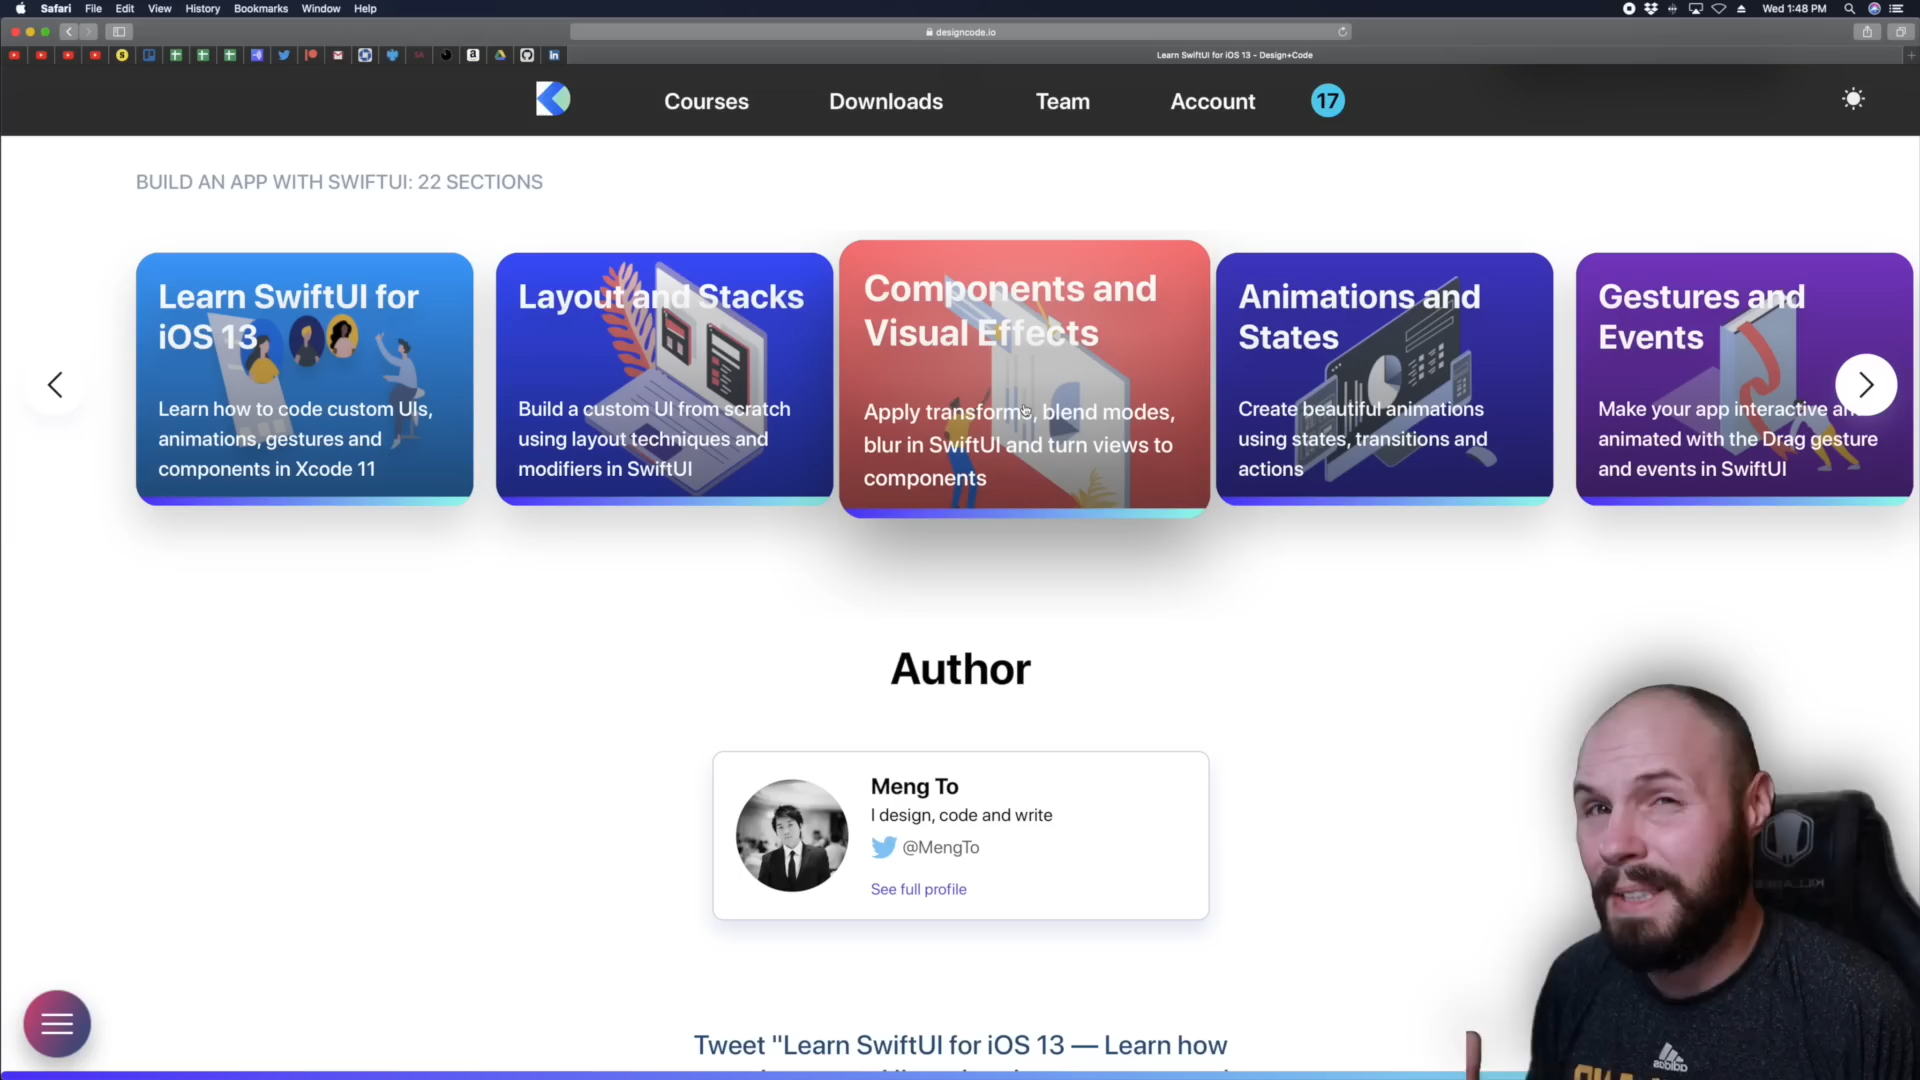 Safari File Edit View History Bookmarks Window Help Wed 1:48 PM
designcode.io
Learn SwiftUI for iOS 13 - Design+Code
Courses Downloads Team Account 17
BUILD AN APP WITH SWIFTUI: 22 SECTIONS
Learn SwiftUI for
iOS 13
Learn how to code custom UIs,
animations, gestures and
components in Xcode 11
Layout and Stacks
Build a custom UI from scratch
using layout techniques and
modifiers in SwiftUI
Components and
Visual Effects
Apply transforms, blend modes,
blur in SwiftUI and turn views to
components
Animations and
States
Create beautiful animations
using states, transitions and
actions
Gestures and
Events
Make your app interactive an
animated with the Drag gesture
and events in SwiftUI
Author
Meng To
I design, code and write
@MengTo
See full profile
Tweet "Learn SwiftUI for iOS 13 — Learn how
adidas